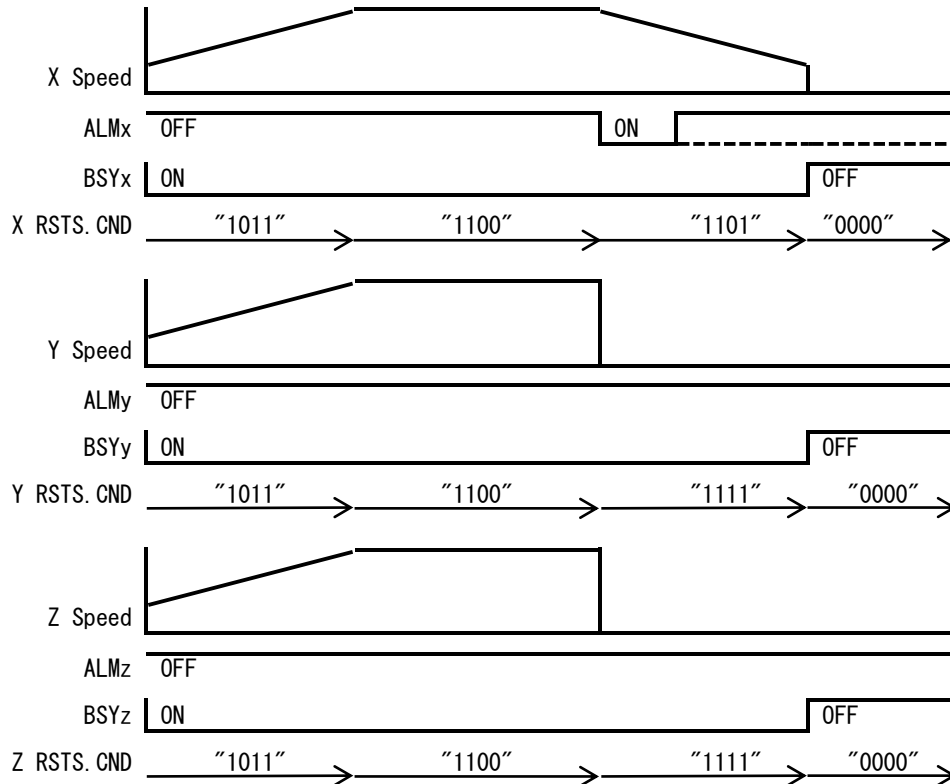 X Speed
ALMx OFF ON
BSYx ON OFF
X RSTS.CND "1011" "1100" "1101" "0000"
Y Speed
ALMy OFF
BSYy ON OFF
Y RSTS.CND "1011" "1100" "1111" "0000"
Z Speed
ALMz OFF
BSYz ON OFF
Z RSTS.CND "1011" "1100" "1111" "0000"